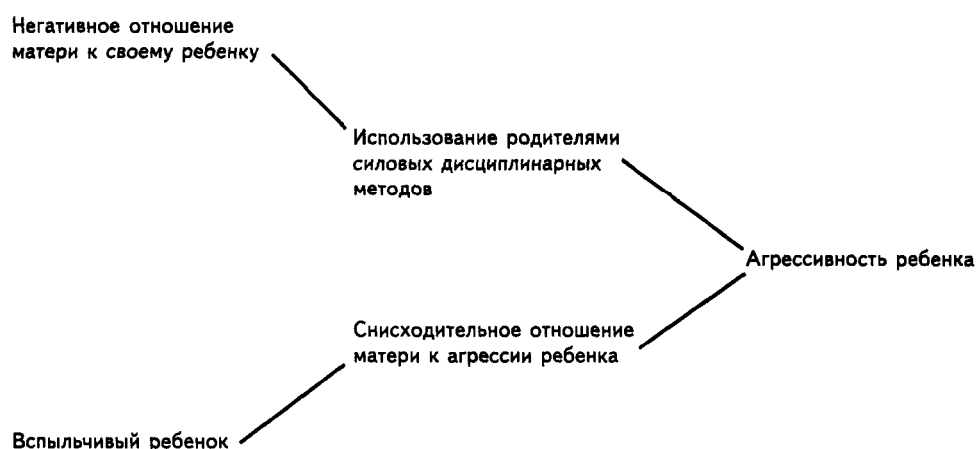 Негативное отношение
матери к своему ребенку
Использование родителями
силовых дисциплинарных
методов
Агрессивность ребенка
Снисходительное отношение
матери к агрессии ребенка
Вспыльчивый ребенок